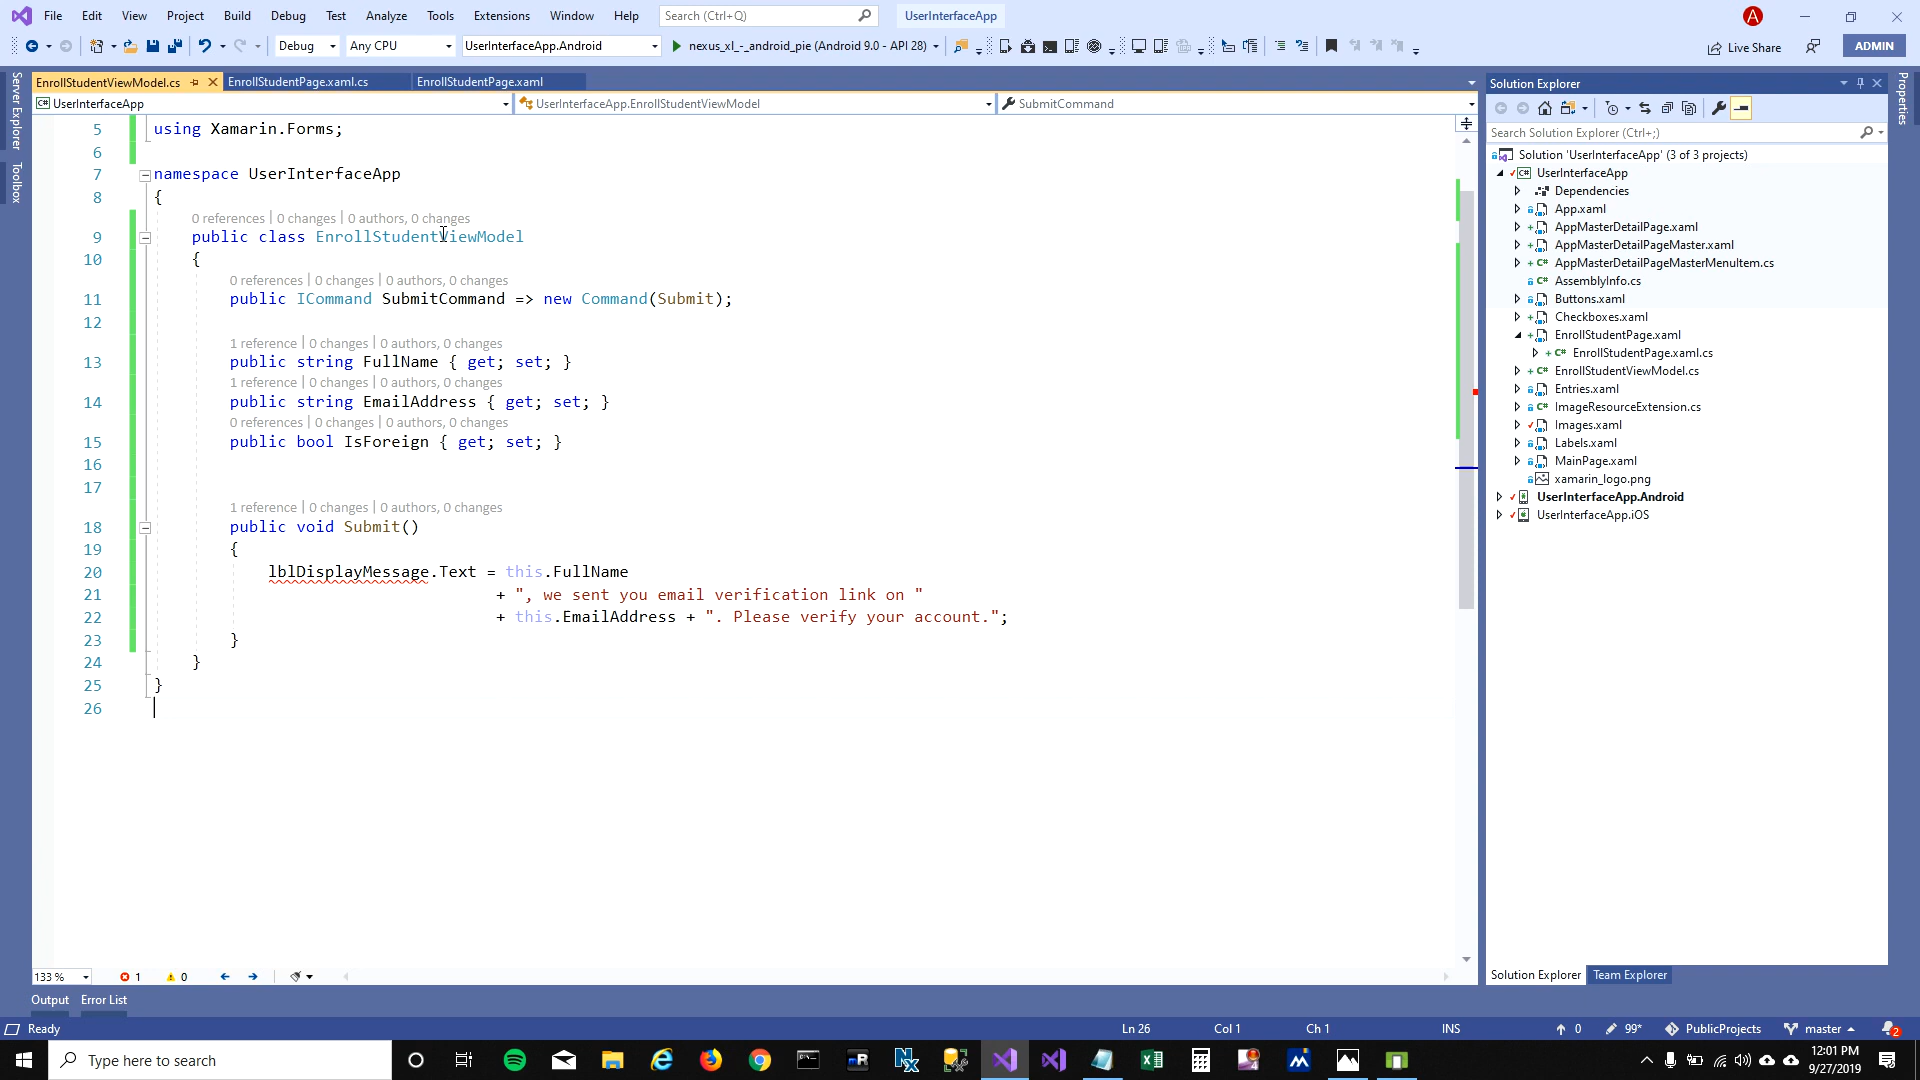 File Edit View Project Build Debug Test Analyze Tools Extensions Window Help Search (Ctrl+Q) UserInterfaceApp
Debug Any CPU UserInterfaceApp.Android nexus_xl_-_android_pie (Android 9.0 - API 28) Live Share ADMIN
Server Explorer
Toolbox
EnrollStudentViewModel.cs EnrollStudentPage.xaml.cs EnrollStudentPage.xaml
UserInterfaceApp UserInterfaceApp.EnrollStudentViewModel SubmitCommand
5 using Xamarin.Forms;
6
7 namespace UserInterfaceApp
8 {
0 references | 0 changes | 0 authors, 0 changes
9 public class EnrollStudentViewModel
10 {
0 references | 0 changes | 0 authors, 0 changes
11 public ICommand SubmitCommand => new Command(Submit);
12
1 reference | 0 changes | 0 authors, 0 changes
13 public string FullName { get; set; }
1 reference | 0 changes | 0 authors, 0 changes
14 public string EmailAddress { get; set; }
0 references | 0 changes | 0 authors, 0 changes
15 public bool IsForeign { get; set; }
16
17
1 reference | 0 changes | 0 authors, 0 changes
18 public void Submit()
19 {
20 lblDisplayMessage.Text = this.FullName
21 + ", we sent you email verification link on "
22 + this.EmailAddress + ". Please verify your account.";
23 }
24 }
25 }
26
133 % 1 0
Output Error List
Solution Explorer
Search Solution Explorer (Ctrl+;)
Solution 'UserInterfaceApp' (3 of 3 projects)
UserInterfaceApp
Dependencies
App.xaml
AppMasterDetailPage.xaml
AppMasterDetailPageMaster.xaml
AppMasterDetailPageMasterMenuItem.cs
AssemblyInfo.cs
Buttons.xaml
Checkboxes.xaml
EnrollStudentPage.xaml
EnrollStudentPage.xaml.cs
EnrollStudentViewModel.cs
Entries.xaml
ImageResourceExtension.cs
Images.xaml
Labels.xaml
MainPage.xaml
xamarin_logo.png
UserInterfaceApp.Android
UserInterfaceApp.iOS
Solution Explorer Team Explorer
Properties
Ready Ln 26 Col 1 Ch 1 INS 0 99* PublicProjects master 2
Type here to search 12:01 PM
9/27/2019